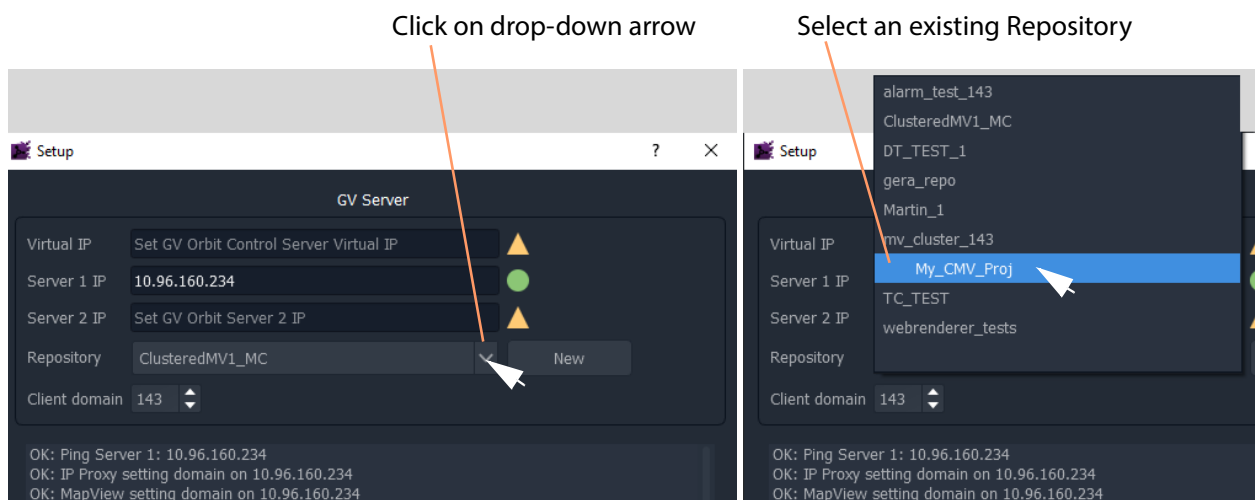 Click on drop-down arrow
Select an existing Repository
Setup
?
GV Server
Virtual IP
Set GV Orbit Control Server Virtual IP
Server 1 IP
10.96.160.234
Server 2 IP
Set GV Orbit Server 2 IP
Repository
ClusteredMV1_MC
New
Client domain
143
OK: Ping Server 1: 10.96.160.234
OK: IP Proxy setting domain on 10.96.160.234
OK: MapView setting domain on 10.96.160.234
Setup
alarm_test_143
ClusteredMV1_MC
DT_TEST_1
gera_repo
Martin_1
mv_cluster_143
My_CMV_Proj
TC_TEST
webrenderer_tests
Virtual IP
Server 1 IP
Server 2 IP
Repository
Client domain
143
OK: Ping Server 1: 10.96.160.234
OK: IP Proxy setting domain on 10.96.160.234
OK: MapView setting domain on 10.96.160.234